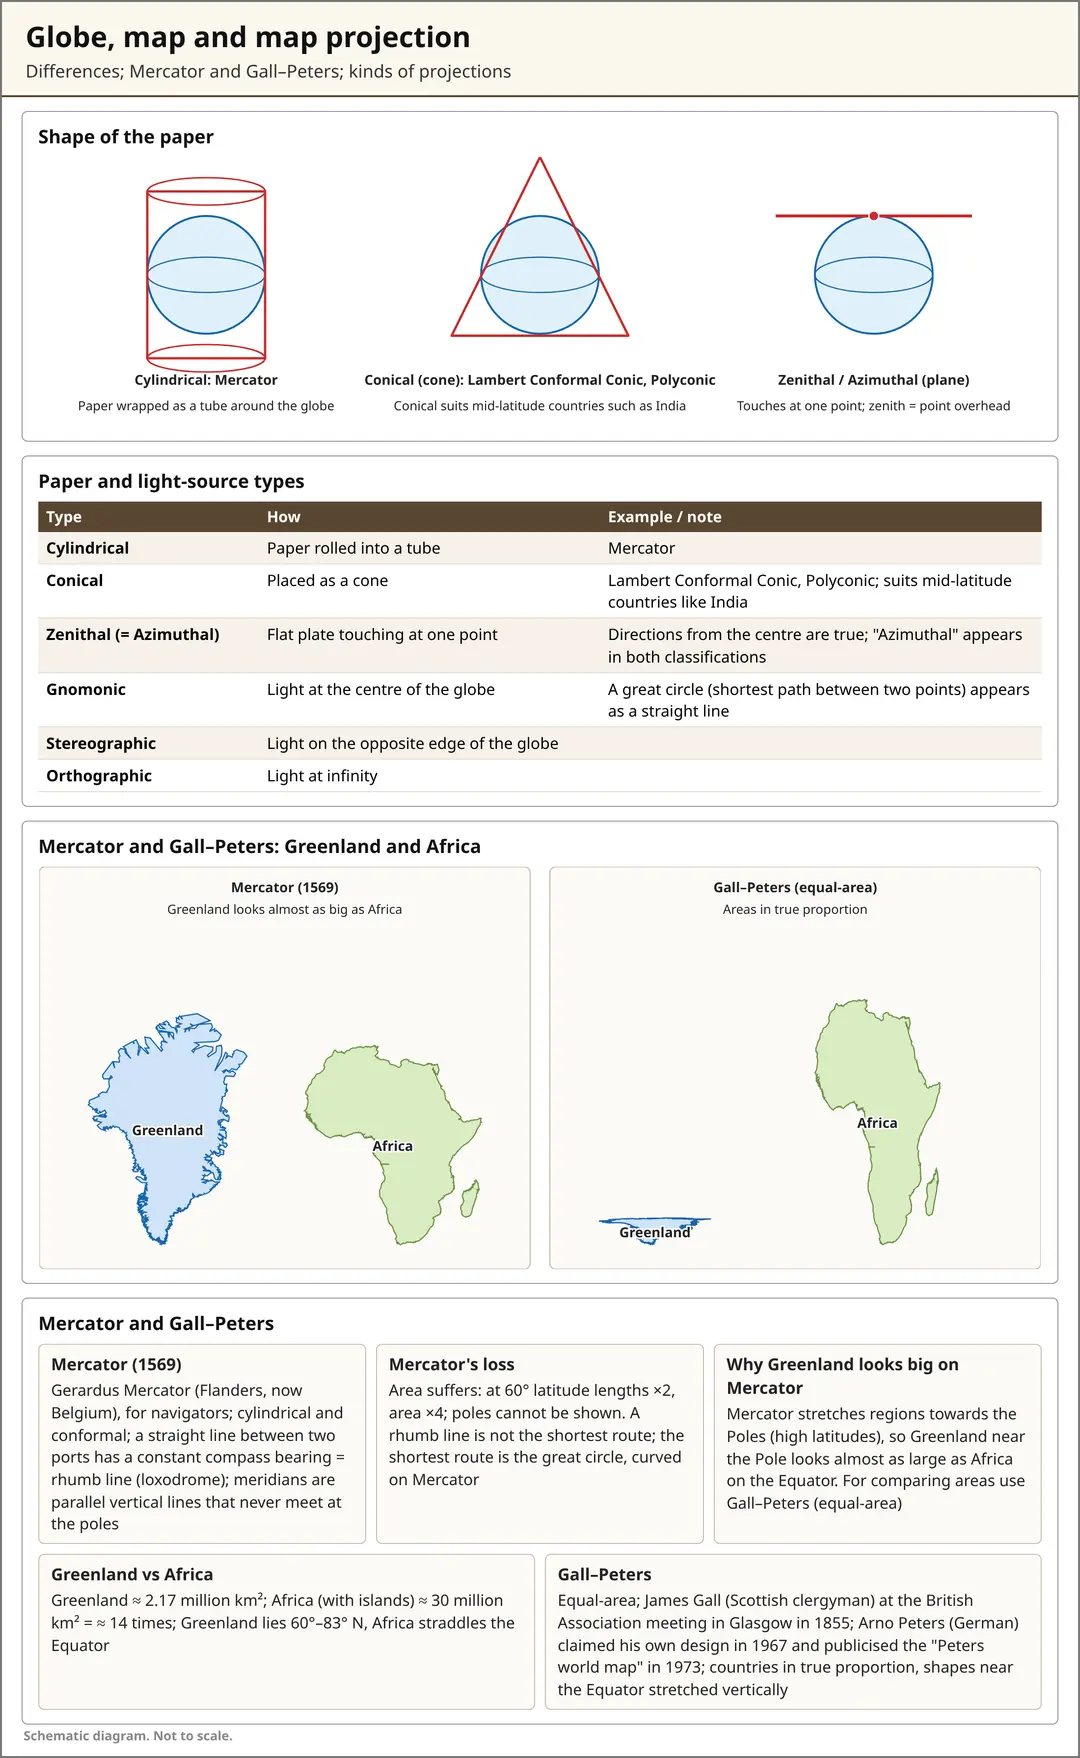 Globe, map and map projection
Differences; Mercator and Gall–Peters; kinds of projections
Shape of the paper
Cylindrical: Mercator
Paper wrapped as a tube around the globe
Conical (cone): Lambert Conformal Conic, Polyconic
Conical suits mid-latitude countries such as India
Zenithal / Azimuthal (plane)
Touches at one point; zenith = point overhead
Paper and light-source types
Type How Example / note
Cylindrical Paper rolled into a tube Mercator
Conical Placed as a cone Lambert Conformal Conic, Polyconic; suits mid-latitude
countries like India
Zenithal (= Azimuthal) Flat plate touching at one point Directions from the centre are true; "Azimuthal" appears
in both classifications
Gnomonic Light at the centre of the globe A great circle (shortest path between two points) appears
as a straight line
Stereographic Light on the opposite edge of the globe
Orthographic Light at infinity
Mercator and Gall–Peters: Greenland and Africa
Mercator (1569)
Greenland looks almost as big as Africa
Greenland
Africa
Gall–Peters (equal-area)
Areas in true proportion
Greenland
Africa
Mercator and Gall–Peters
Mercator (1569)
Gerardus Mercator (Flanders, now
Belgium), for navigators; cylindrical and
conformal; a straight line between two
ports has a constant compass bearing =
rhumb line (loxodrome); meridians are
parallel vertical lines that never meet at
the poles
Mercator's loss
Area suffers: at 60° latitude lengths ×2,
area ×4; poles cannot be shown. A
rhumb line is not the shortest route; the
shortest route is the great circle, curved
on Mercator
Why Greenland looks big on
Mercator
Mercator stretches regions towards the
Poles (high latitudes), so Greenland near
the Pole looks almost as large as Africa
on the Equator. For comparing areas use
Gall–Peters (equal-area)
Greenland vs Africa
Greenland ≈ 2.17 million km²; Africa (with islands) ≈ 30 million
km² = ≈ 14 times; Greenland lies 60°–83° N, Africa straddles the
Equator
Gall–Peters
Equal-area; James Gall (Scottish clergyman) at the British
Association meeting in Glasgow in 1855; Arno Peters (German)
claimed his own design in 1967 and publicised the "Peters
world map" in 1973; countries in true proportion, shapes near
the Equator stretched vertically
Schematic diagram. Not to scale.